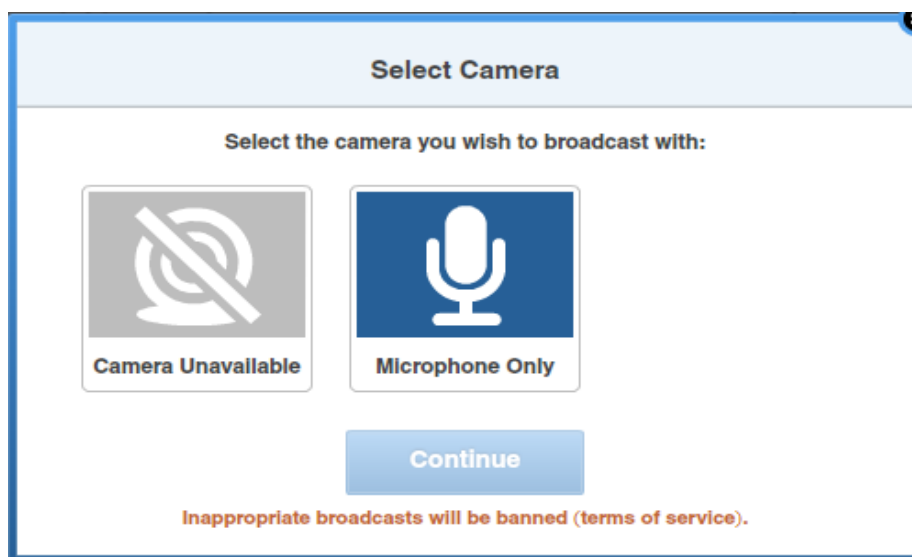 Select Camera
Select the camera you wish to broadcast with:
Camera Unavailable
Microphone Only
Continue
Inappropriate broadcasts will be banned (terms of service).